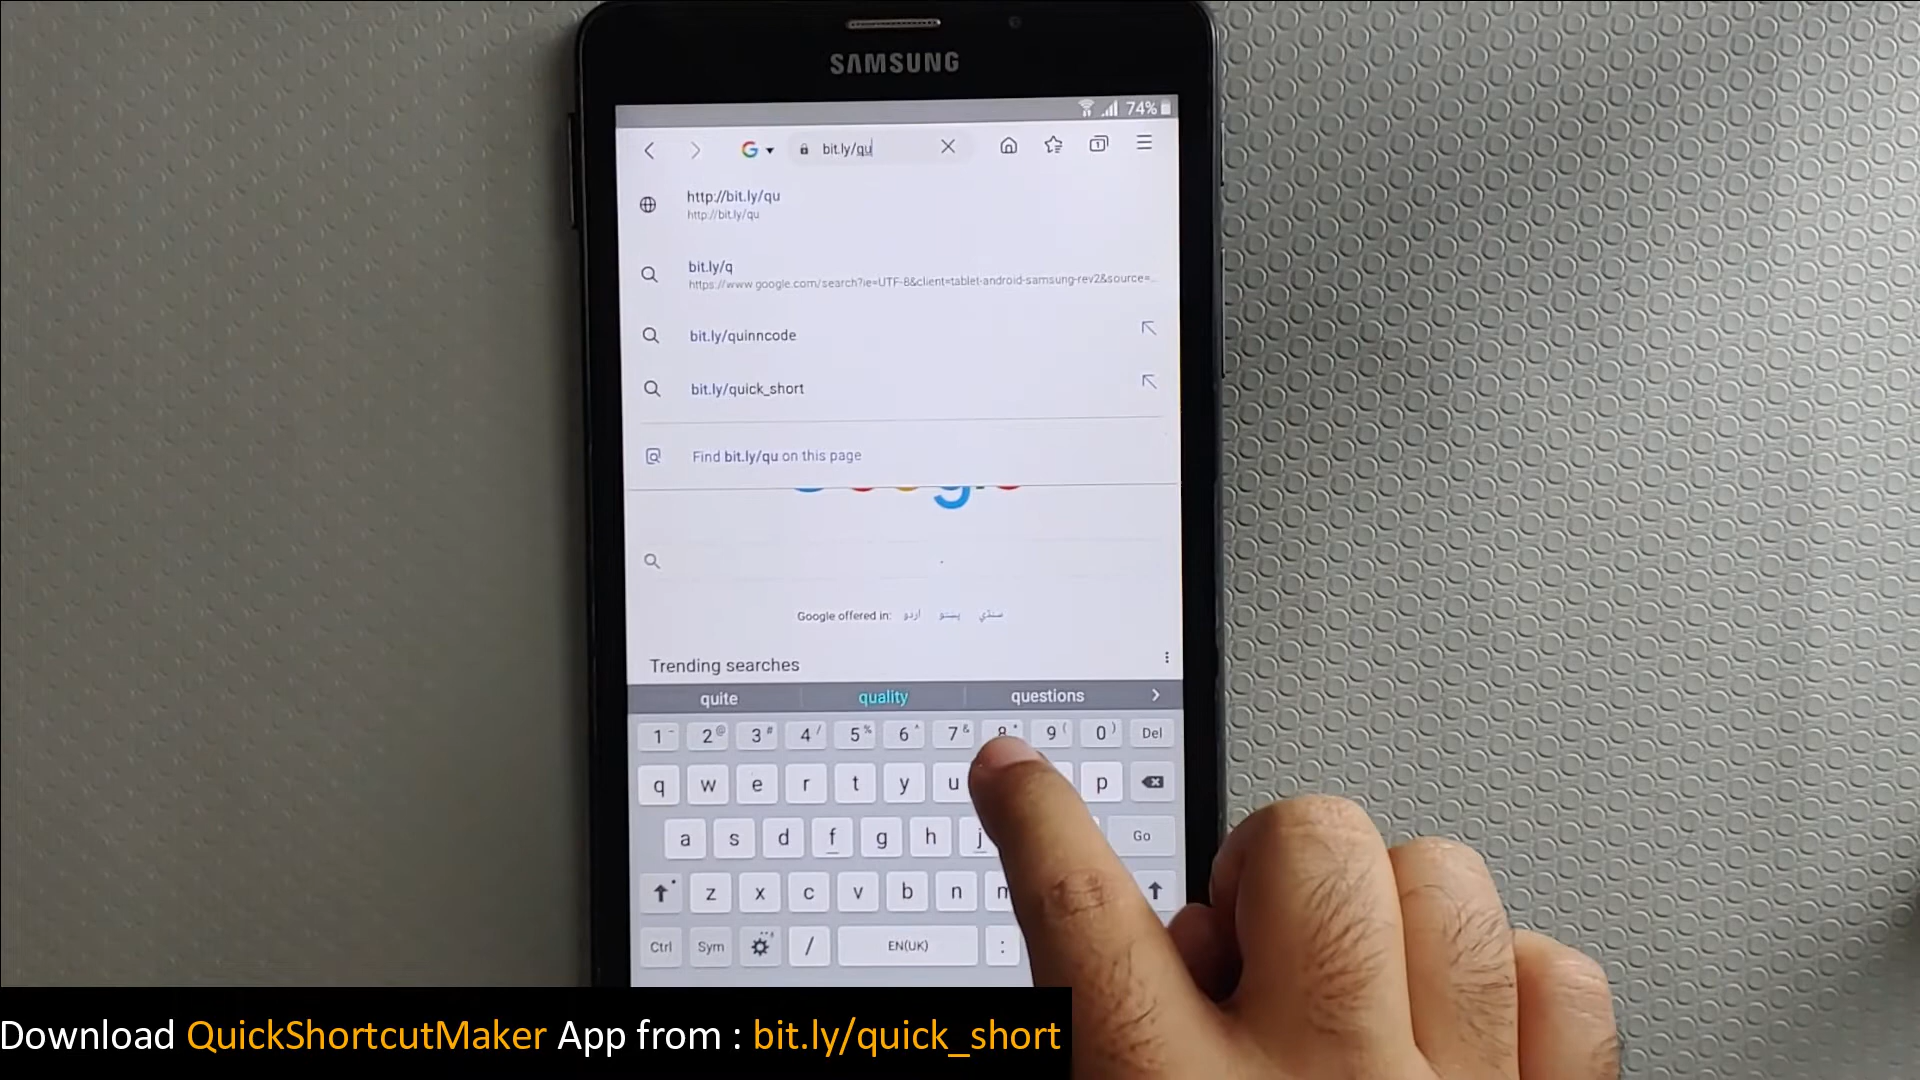 SAMSUNG
74%
bit.ly/qu
1
http://bit.ly/qu
http://bit.ly/qu
bit.ly/q
https://www.google.com/search?ie=UTF-8&client=tablet-android-samsung-rev2&source=...
bit.ly/quinncode
bit.ly/quick_short
Find bit.ly/qu on this page
Google offered in: اردو پښتو سنڌي
Trending searches
quite quality questions
1 - 2 @ 3 # 4 / 5 % 6 ^ 7 & 8 * 9 ( 0 ) Del
q w e r t y u p
a s d f g h j Go
z x c v b n m
Ctrl Sym / EN(UK) :
Download QuickShortcutMaker App from : bit.ly/quick_short